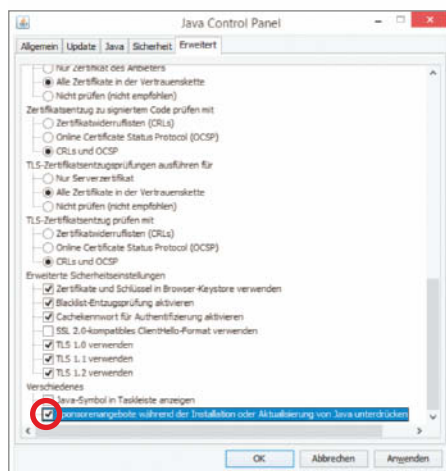 Java Control Panel
Allgemein Update Java Sicherheit Erweitert
Nur Zertifikat des Anbieters
Alle Zertifikate in der Vertrauenskette
Nicht prüfen (nicht empfohlen)
Zertifikatsentzug zu signiertem Code prüfen mit
Zertifikatwiderruflisten (CRLs)
Online Certificate Status Protocol (OCSP)
CRLs und OCSP
TLS-Zertifikatsentzugsprüfungen ausführen für
Nur Serverzertifikat
Alle Zertifikate in der Vertrauenskette
Nicht prüfen (nicht empfohlen)
TLS-Zertifikatsentzug prüfen mit
Zertifikatwiderruflisten (CRLs)
Online Certificate Status Protocol (OCSP)
CRLs und OCSP
Erweiterte Sicherheitseinstellungen
Zertifikate und Schlüssel in Browser-Keystore verwenden
Blacklist-Entzugsprüfung aktivieren
Cachekennwort für Authentifizierung aktivieren
SSL 2.0-kompatibles ClientHello-Format verwenden
TLS 1.0 verwenden
TLS 1.1 verwenden
TLS 1.2 verwenden
Verschiedenes
Java-Symbol in Taskleiste anzeigen
Sponsorenangebote während der Installation oder Aktualisierung von Java unterdrücken
OK Abbrechen Anwenden